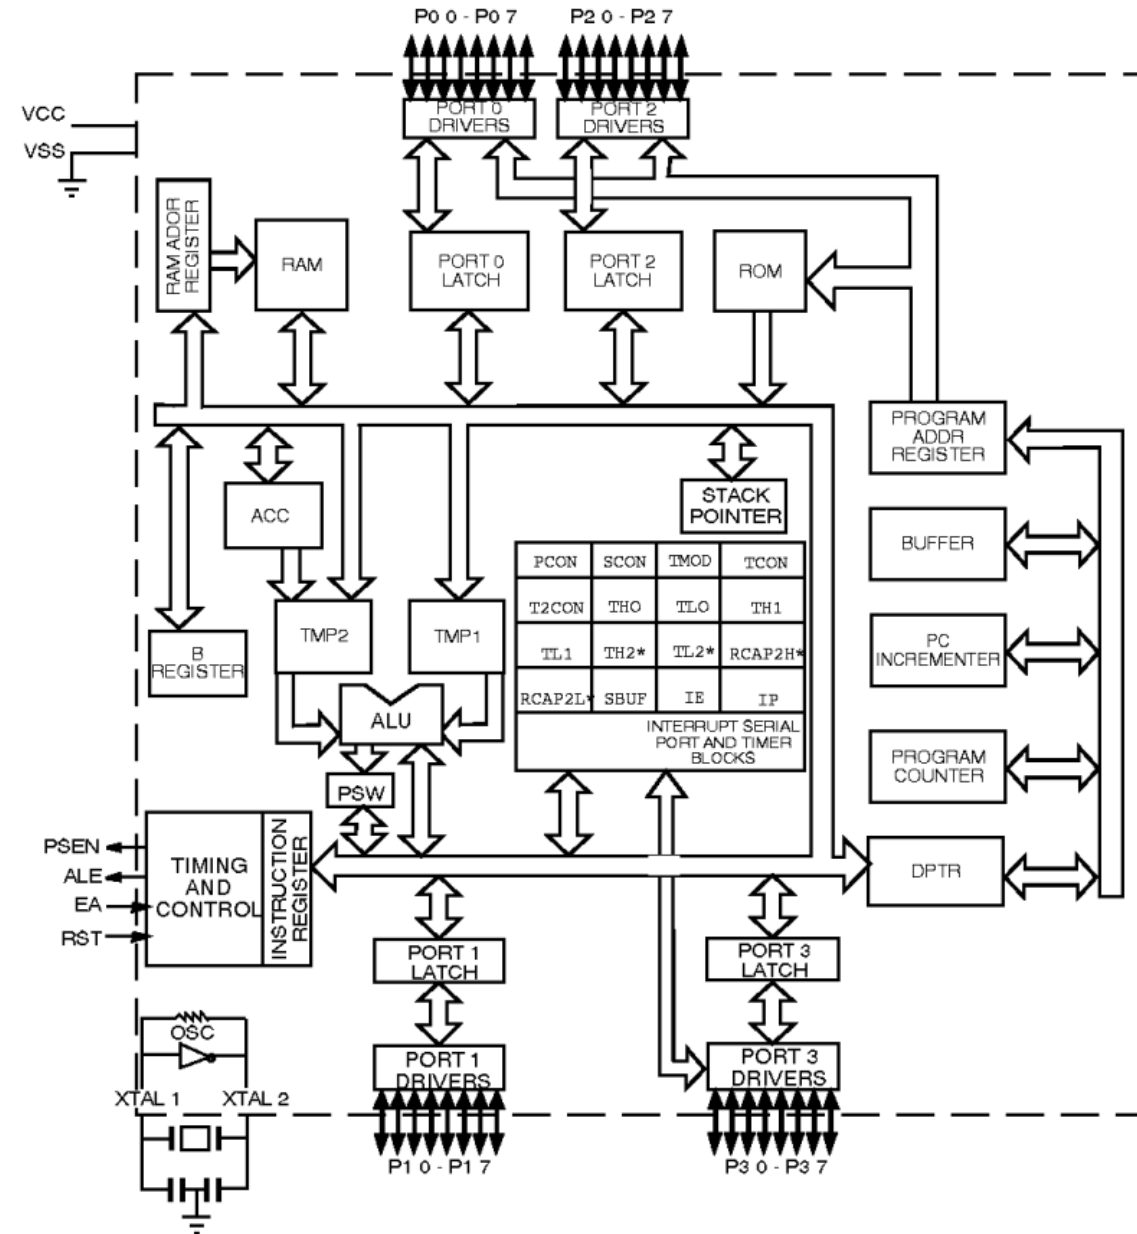 P0 0 - P0 7
P2 0 - P2 7
VCC
VSS
PORT 0
DRIVERS
PORT 2
DRIVERS
RAM ADDR
REGISTER
RAM
PORT 0
LATCH
PORT 2
LATCH
ROM
PROGRAM
ADDR
REGISTER
STACK
POINTER
ACC
BUFFER
PCON SCON TMOD TCON
T2CON TH0 TL0 TH1
TL1 TH2* TL2* RCAP2H*
RCAP2L* SBUF IE IP
INTERRUPT SERIAL
PORT AND TIMER
BLOCKS
B
REGISTER
TMP2
TMP1
PC
INCREMENTER
ALU
PSW
PROGRAM
COUNTER
PSEN
ALE
EA
RST
TIMING
AND
CONTROL
INSTRUCTION
REGISTER
DPTR
PORT 1
LATCH
PORT 3
LATCH
OSC
XTAL 1
XTAL 2
PORT 1
DRIVERS
PORT 3
DRIVERS
P1 0 - P1 7
P3 0 - P3 7